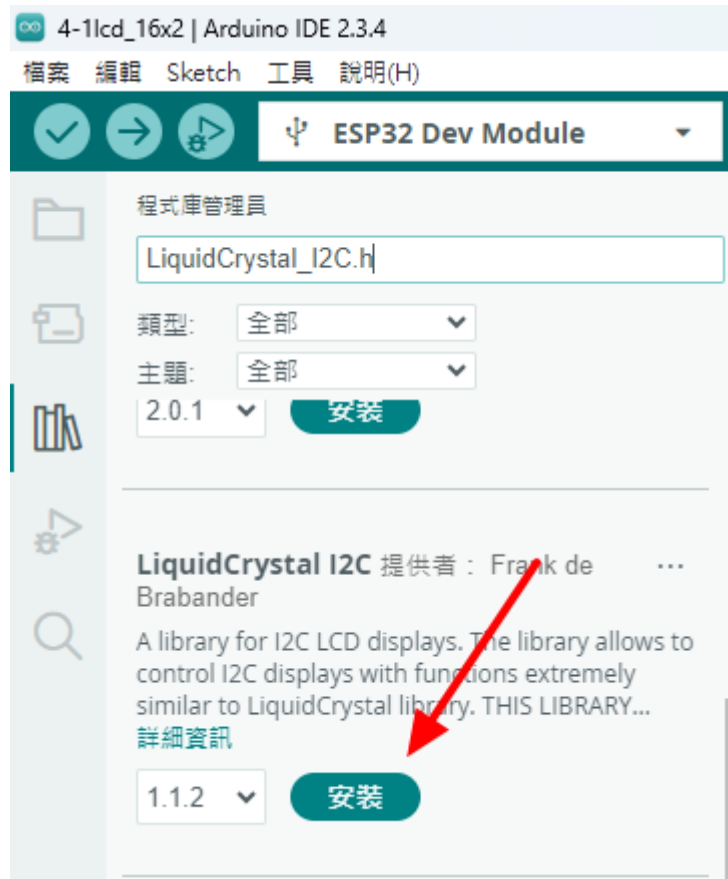 4-1lcd_16x2 | Arduino IDE 2.3.4
檔案 編輯 Sketch 工具 說明(H)
ESP32 Dev Module
程式庫管理員
LiquidCrystal_I2C.h
類型: 全部
主題: 全部
2.0.1 安裝
LiquidCrystal I2C 提供者： Frank de ...
Brabander
A library for I2C LCD displays. The library allows to
control I2C displays with functions extremely
similar to LiquidCrystal library. THIS LIBRARY...
詳細資訊
1.1.2 安裝